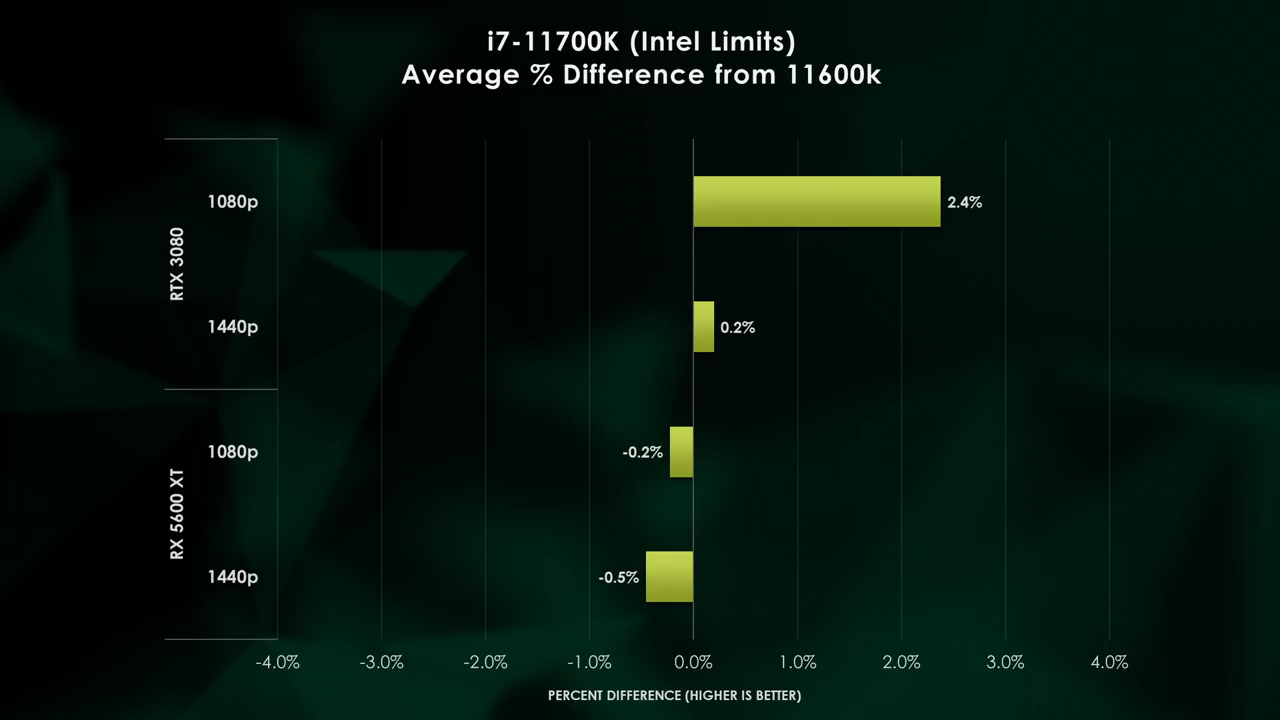 i7-11700K (Intel Limits)
Average % Difference from 11600k
RTX 3080
1080p
2.4%
1440p
0.2%
RX 5600 XT
1080p
-0.2%
1440p
-0.5%
-4.0% -3.0% -2.0% -1.0% 0.0% 1.0% 2.0% 3.0% 4.0%
PERCENT DIFFERENCE (HIGHER IS BETTER)